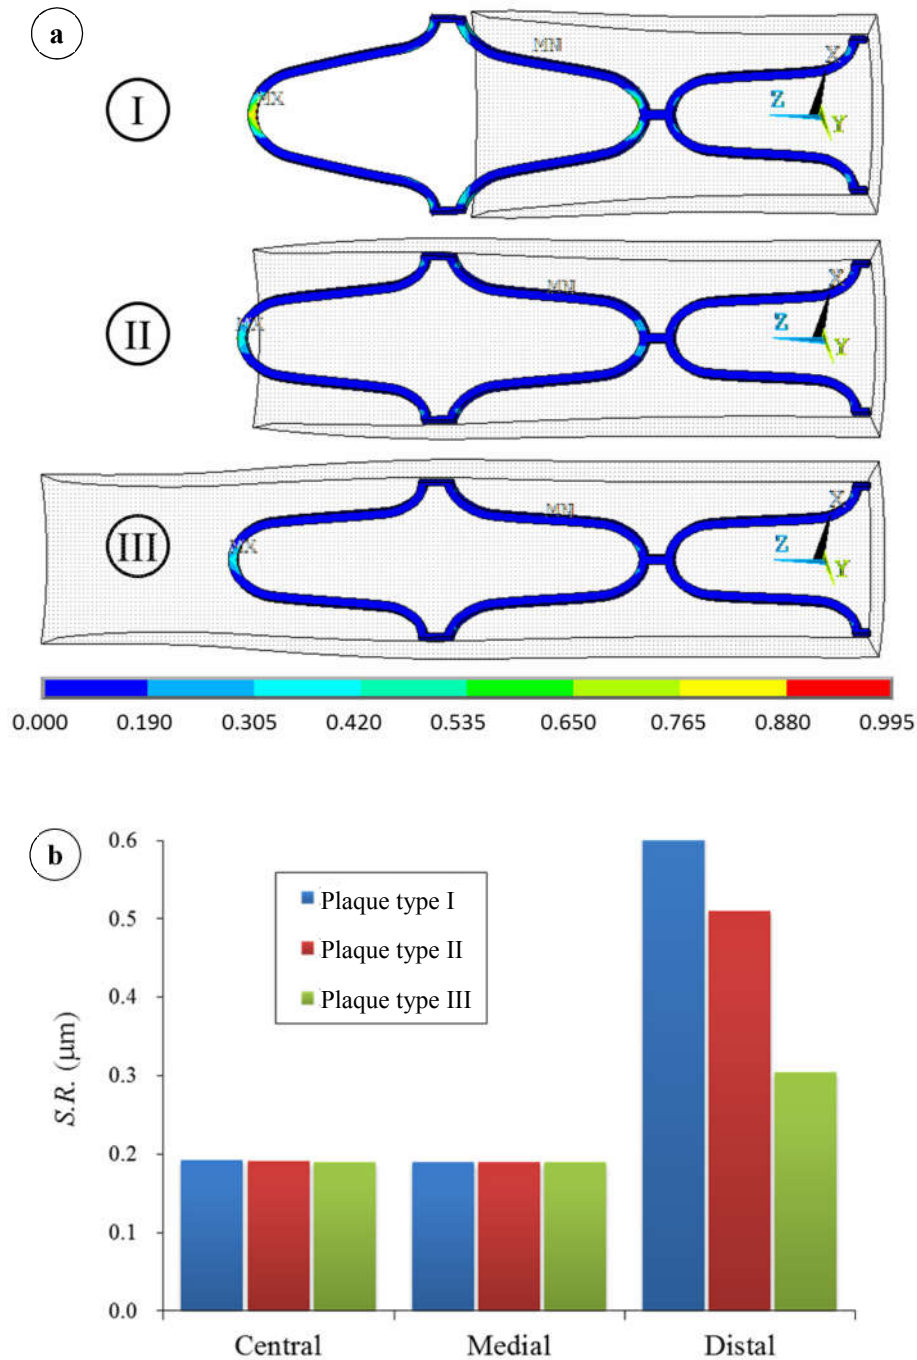 a
I
MN
MX
X
Z
Y
II
MN
MX
X
Z
Y
III
MN
MX
X
Z
Y
0.000 0.190 0.305 0.420 0.535 0.650 0.765 0.880 0.995
b
0.6
0.5
0.4
0.3
0.2
0.1
0.0
S.R. (μm)
Plaque type I
Plaque type II
Plaque type III
Central Medial Distal